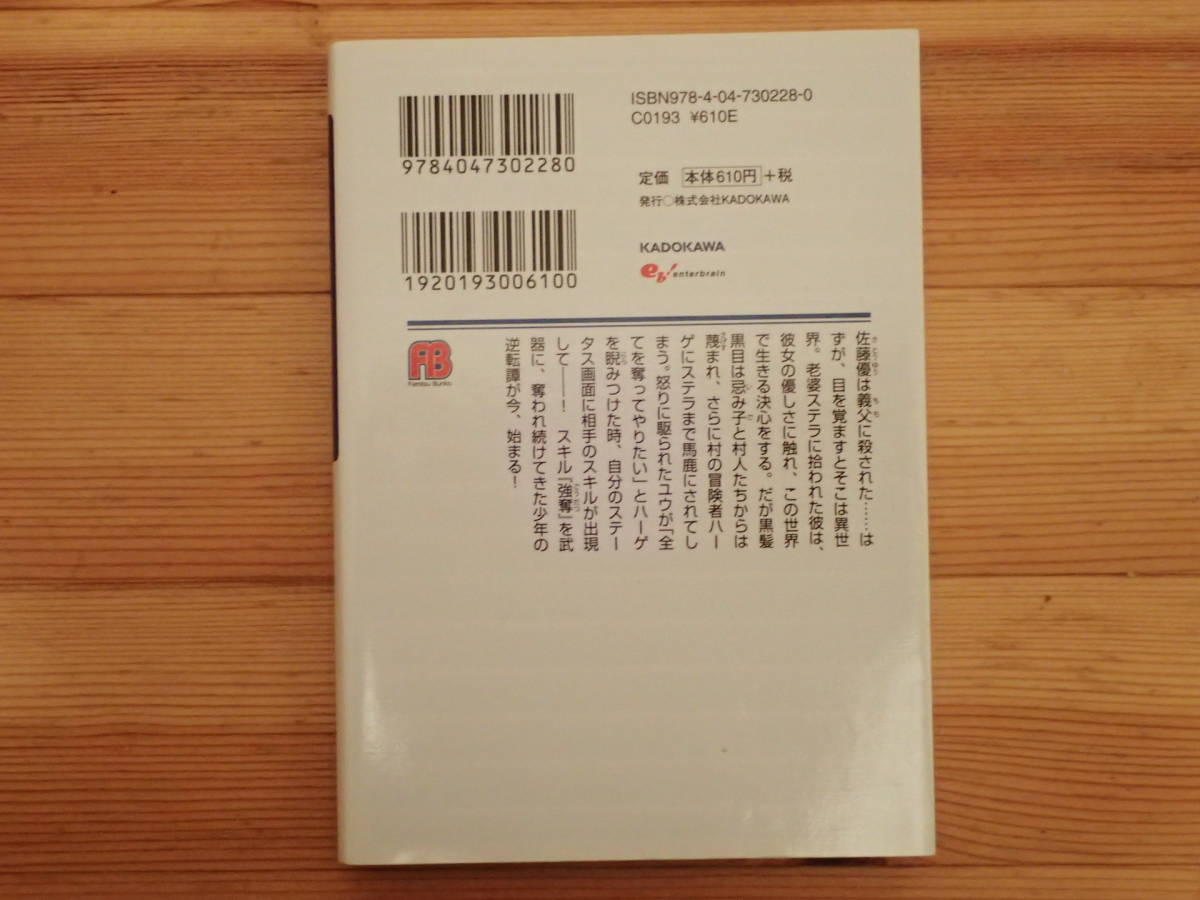 ISBN978-4-04-730228-0
C0193 ¥610E
9784047302280
定価 本体610円+税
発行○株式会社KADOKAWA
1920193006100
KADOKAWA
eb! enterbrain
FB
Famitsu Bunko
佐藤優は義父に殺された……は
ずが、目を覚ますとそこは異世
界。老婆ステラに拾われた彼は、
彼女の優しさに触れ、この世界
で生きる決心をする。だが黒髪
黒目は忌み子と村人たちからは
蔑まれ、さらに村の冒険者ハー
ゲにステラまで馬鹿にされてし
まう。怒りに駆られたユウが「全
てを奪ってやりたい」とハーゲ
を睨みつけた時、自分のステー
タス画面に相手のスキルが出現
して――！ スキル『強奪』を武
器に、奪われ続けてきた少年の
逆転譚が今、始まる！